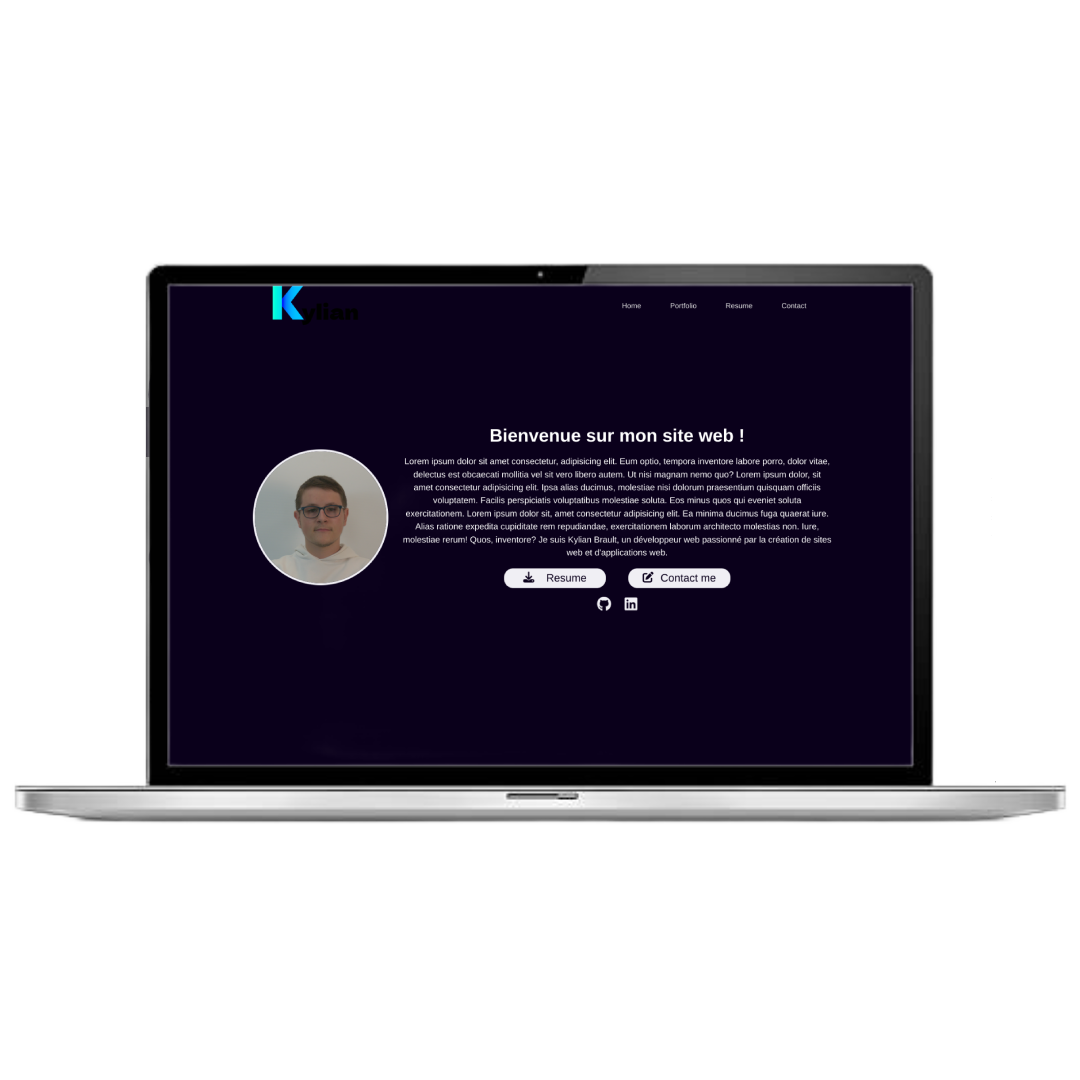 Kylian
Home Portfolio Resume Contact
Bienvenue sur mon site web !
Lorem ipsum dolor sit amet consectetur, adipisicing elit. Eum optio, tempora inventore labore porro, dolor vitae,
delectus est obcaecati mollitia vel sit vero libero autem. Ut nisi magnam nemo quo? Lorem ipsum dolor, sit
amet consectetur adipisicing elit. Ipsa alias ducimus, molestiae nisi dolorum praesentium quisquam officiis
voluptatem. Facilis perspiciatis voluptatibus molestiae soluta. Eos minus quos qui eveniet soluta
exercitationem. Lorem ipsum dolor sit, amet consectetur adipisicing elit. Ea minima ducimus fuga quaerat iure.
Alias ratione expedita cupiditate rem repudiandae, exercitationem laborum architecto molestias non. Iure,
molestiae rerum! Quos, inventore? Je suis Kylian Brault, un développeur web passionné par la création de sites
web et d'applications web.
Resume Contact me
in